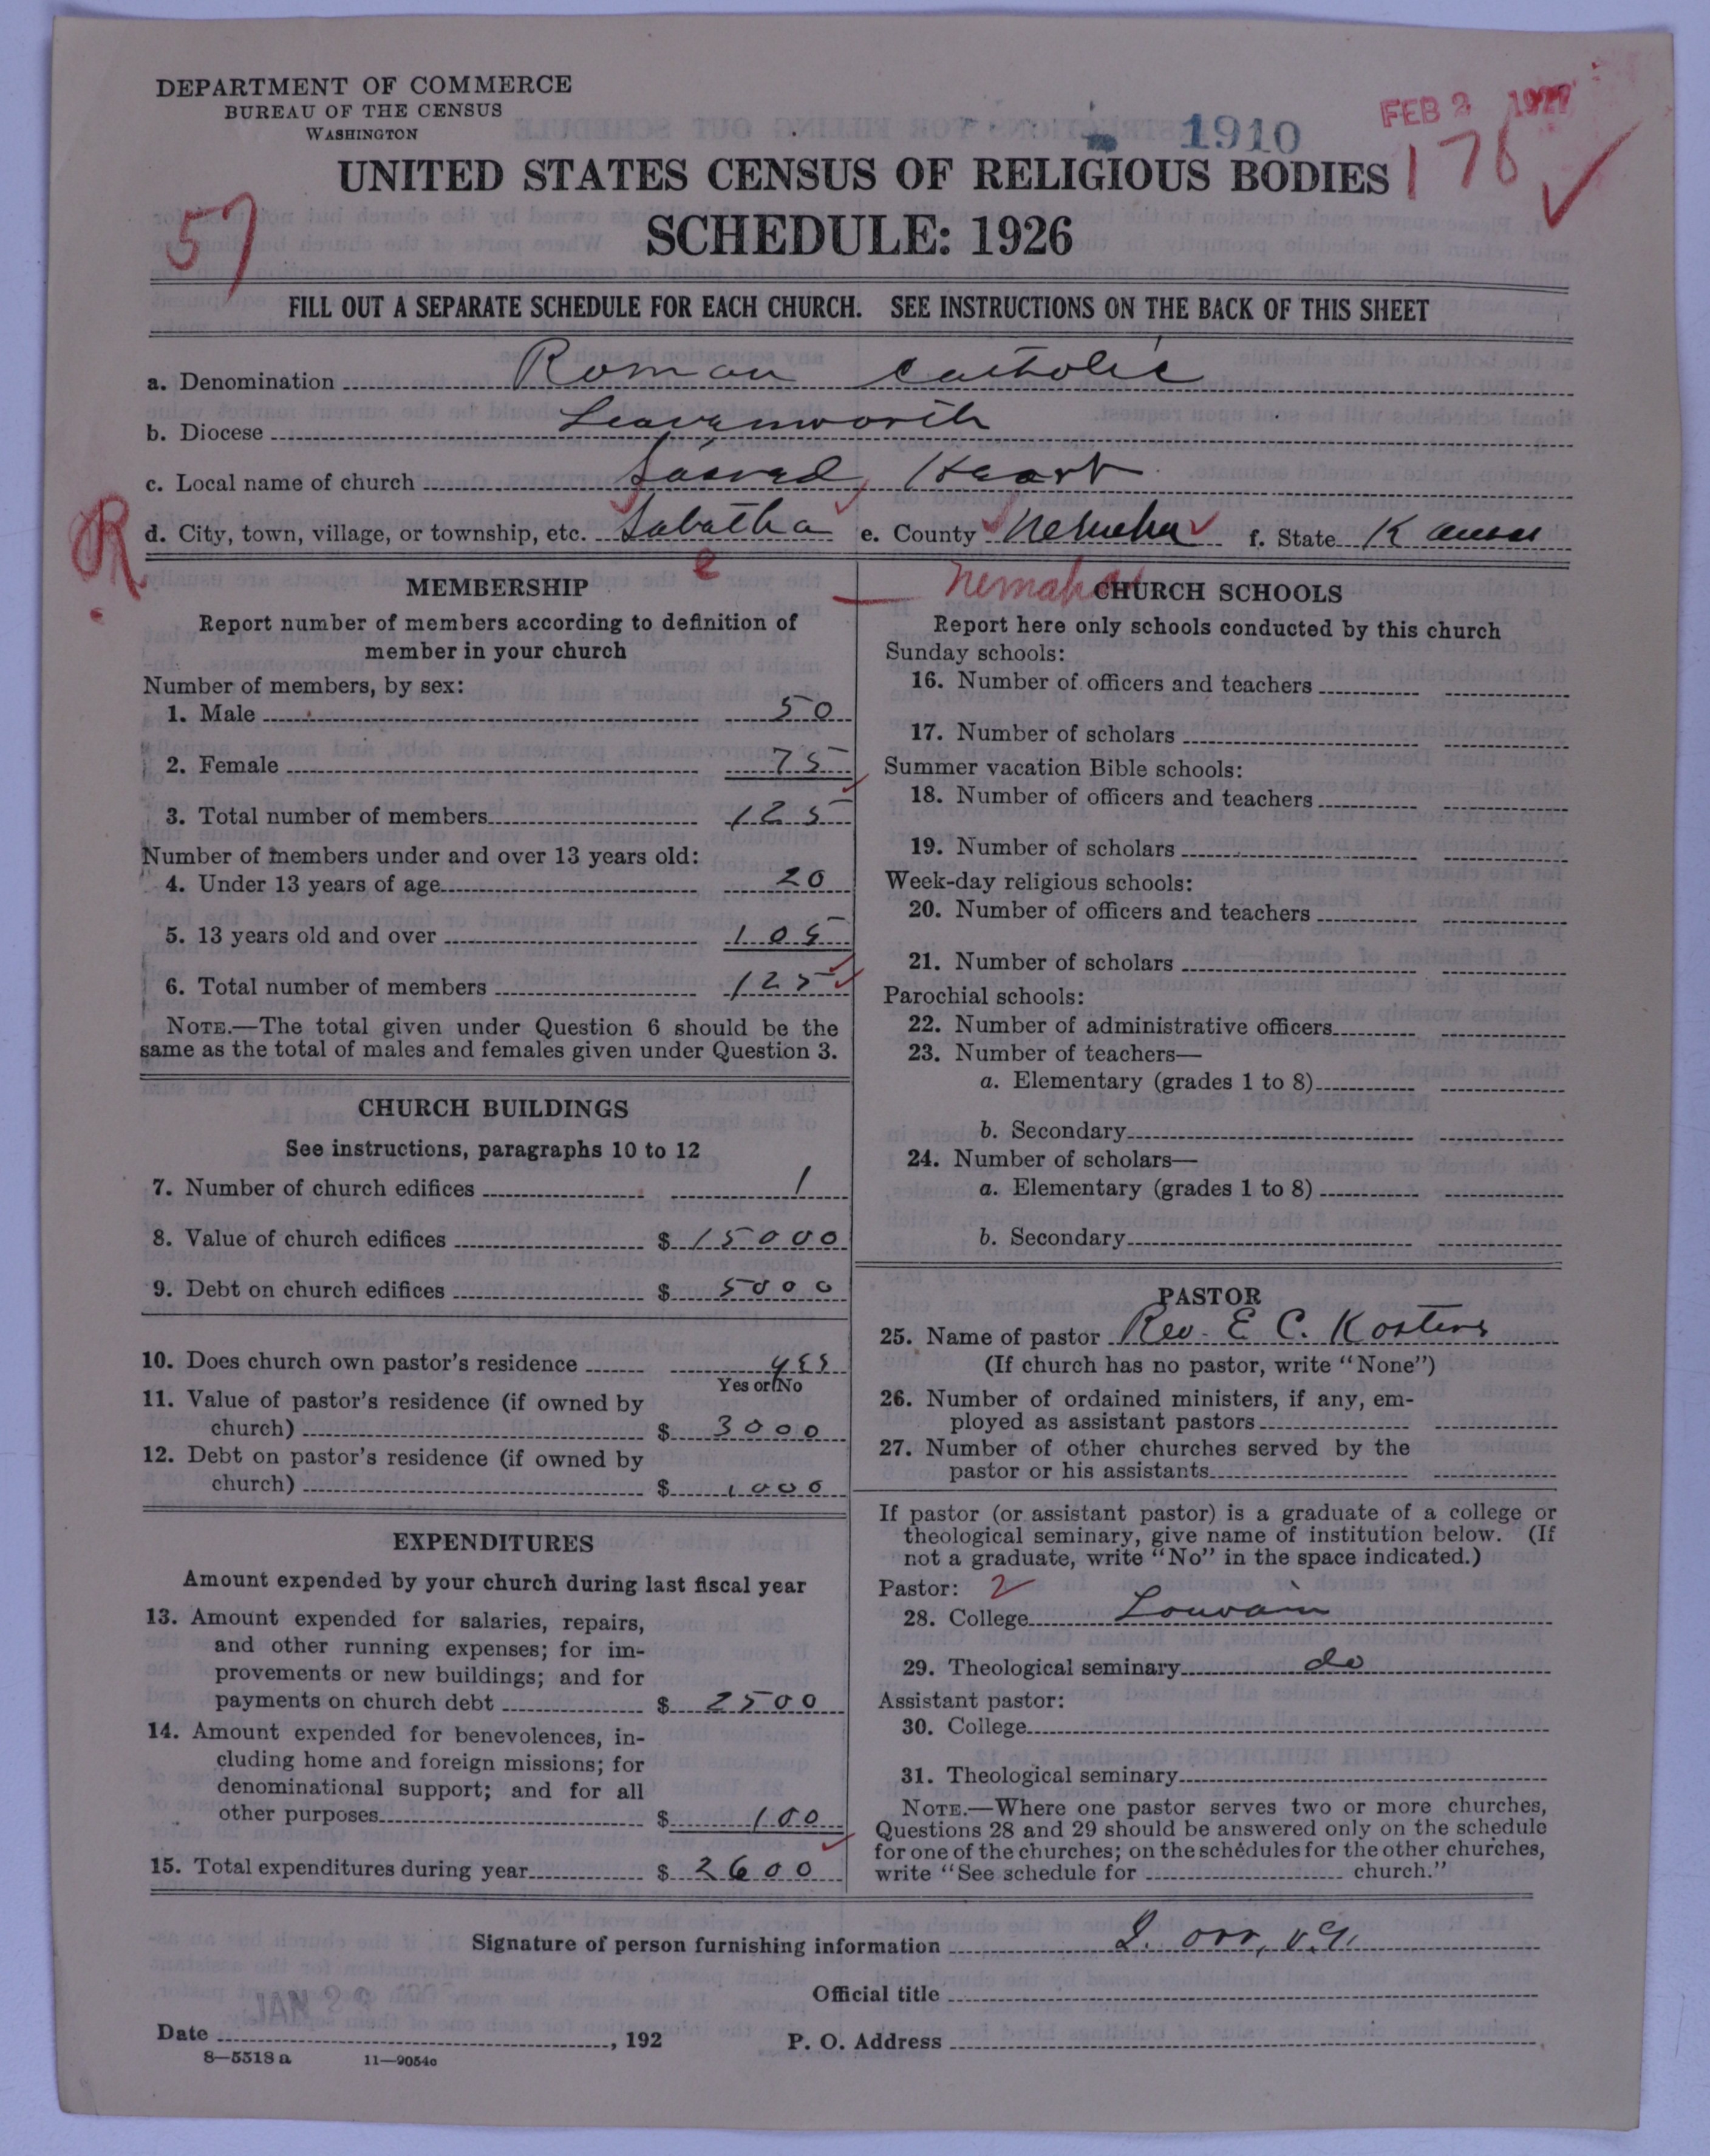 DEPARTMENT OF COMMERCE
BUREAU OF THE CENSUS
WASHINGTON
1910
FEB 2 1927
176
UNITED STATES CENSUS OF RELIGIOUS BODIES
57
SCHEDULE: 1926
FILL OUT A SEPARATE SCHEDULE FOR EACH CHURCH. SEE INSTRUCTIONS ON THE BACK OF THIS SHEET
a. Denomination Roman Catholic
b. Diocese Leavenworth
c. Local name of church Sacred Heart
R d. City, town, village, or township, etc. Sabatha e. County Nemeha f. State Kansas
e
Nemaha
MEMBERSHIP
Report number of members according to definition of
member in your church
Number of members, by sex:
1. Male 50
2. Female 75
3. Total number of members 125
Number of members under and over 13 years old:
4. Under 13 years of age 20
5. 13 years old and over 105
6. Total number of members 125
NOTE.—The total given under Question 6 should be the
same as the total of males and females given under Question 3.
CHURCH BUILDINGS
See instructions, paragraphs 10 to 12
7. Number of church edifices 1
8. Value of church edifices $ 15000
9. Debt on church edifices $ 5000
10. Does church own pastor's residence yes
Yes or No
11. Value of pastor's residence (if owned by
church) $ 3000
12. Debt on pastor's residence (if owned by
church) $ 1000
EXPENDITURES
Amount expended by your church during last fiscal year
13. Amount expended for salaries, repairs,
and other running expenses; for im-
provements or new buildings; and for
payments on church debt $ 2500
14. Amount expended for benevolences, in-
cluding home and foreign missions; for
denominational support; and for all
other purposes $ 100
15. Total expenditures during year $ 2600
CHURCH SCHOOLS
Report here only schools conducted by this church
Sunday schools:
16. Number of officers and teachers
17. Number of scholars
Summer vacation Bible schools:
18. Number of officers and teachers
19. Number of scholars
Week-day religious schools:
20. Number of officers and teachers
21. Number of scholars
Parochial schools:
22. Number of administrative officers
23. Number of teachers—
a. Elementary (grades 1 to 8)
b. Secondary
24. Number of scholars—
a. Elementary (grades 1 to 8)
b. Secondary
PASTOR
25. Name of pastor Rev. E C. Kosters
(If church has no pastor, write "None")
26. Number of ordained ministers, if any, em-
ployed as assistant pastors
27. Number of other churches served by the
pastor or his assistants
If pastor (or assistant pastor) is a graduate of a college or
theological seminary, give name of institution below. (If
not a graduate, write "No" in the space indicated.)
Pastor: 2
28. College Louvain
29. Theological seminary do
Assistant pastor:
30. College
31. Theological seminary
NOTE.—Where one pastor serves two or more churches,
Questions 28 and 29 should be answered only on the schedule
for one of the churches; on the schedules for the other churches,
write "See schedule for church."
Signature of person furnishing information J. Orr, v.g.
Official title
JAN 29
Date , 192
P. O. Address
8—5518 a 11—9054c